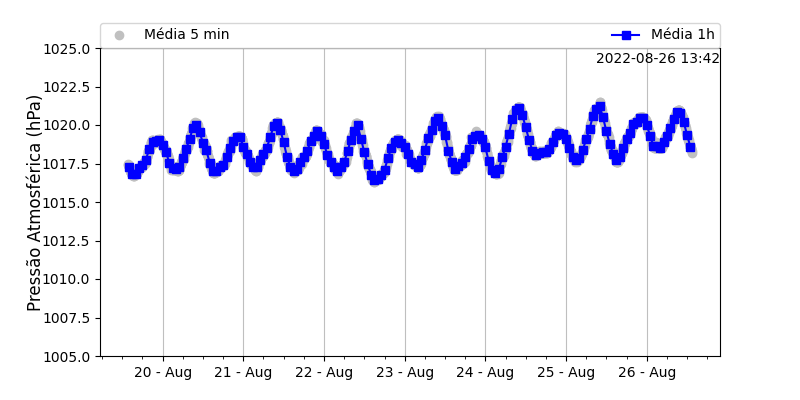 Média 5 min
Média 1h
2022-08-26 13:42
Pressão Atmosférica (hPa)
1025.0
1022.5
1020.0
1017.5
1015.0
1012.5
1010.0
1007.5
1005.0
20 - Aug
21 - Aug
22 - Aug
23 - Aug
24 - Aug
25 - Aug
26 - Aug